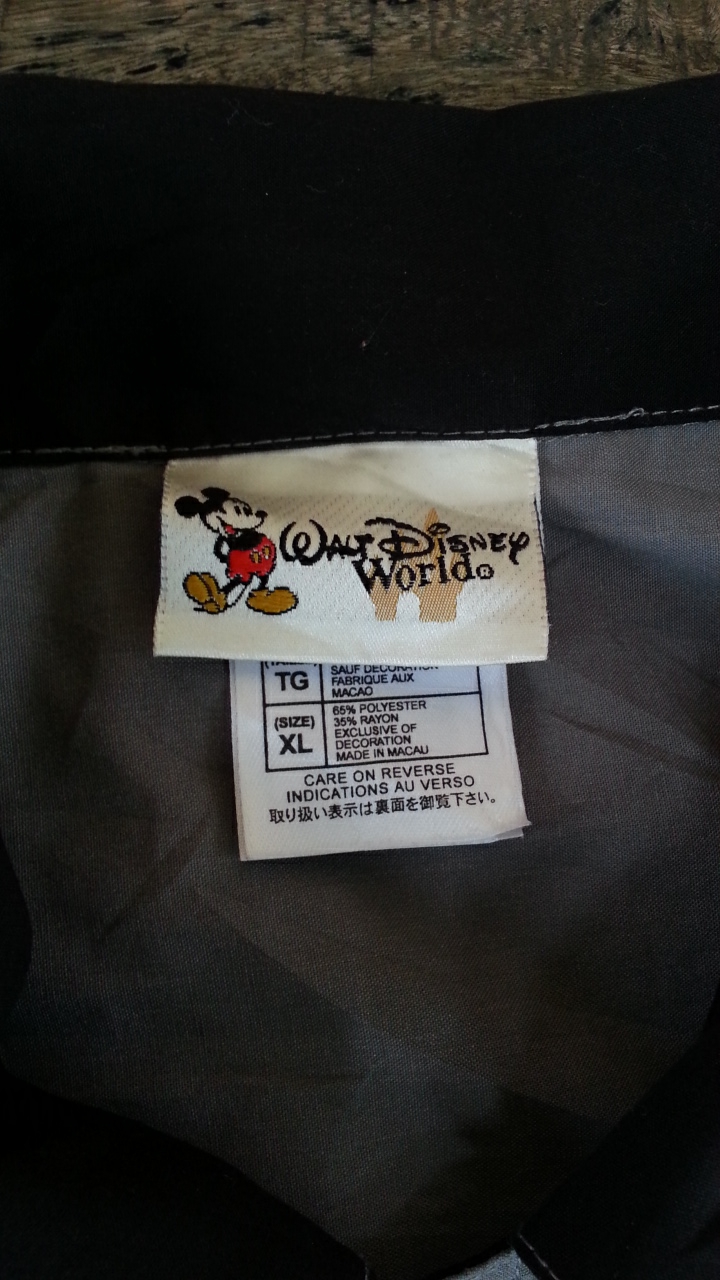 WALT DISNEY
World®
TG
SAUF DECORATION
FABRIQUE AUX
MACAO
(SIZE)
XL
65% POLYESTER
35% RAYON
EXCLUSIVE OF
DECORATION
MADE IN MACAU
CARE ON REVERSE
INDICATIONS AU VERSO
取り扱い表示は裏面を御覧下さい。